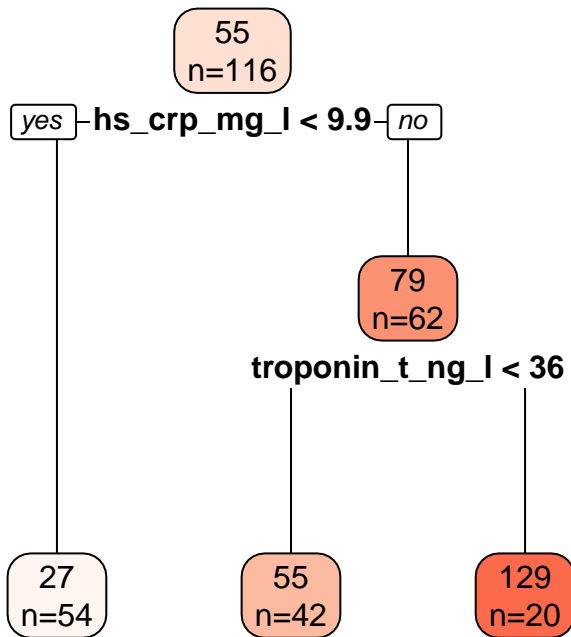 55
n=116
yes hs_crp_mg_l < 9.9 no
79
n=62
troponin_t_ng_l < 36
27
n=54
55
n=42
129
n=20